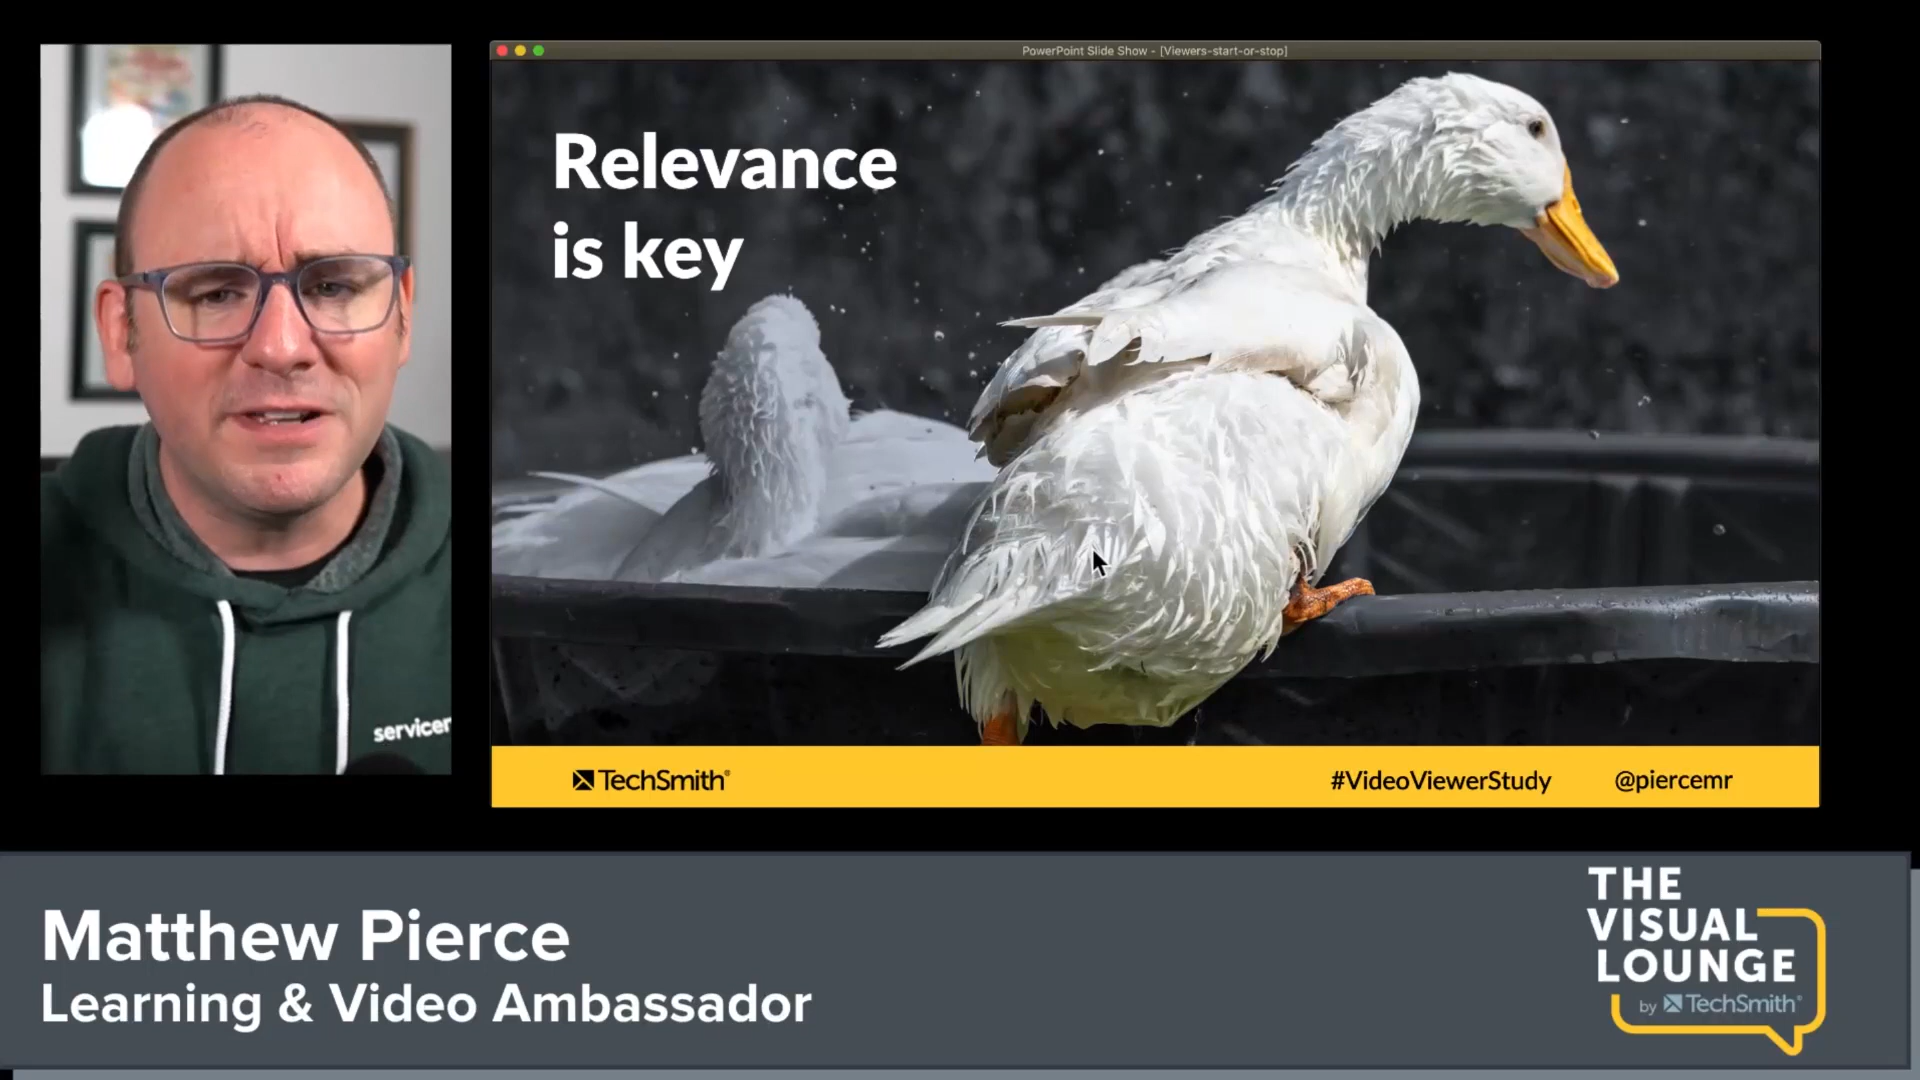 PowerPoint Slide Show - [Viewers-start-or-stop]
Relevance
is key
servicen
TechSmith®
#VideoViewerStudy
@piercemr
Matthew Pierce
Learning & Video Ambassador
THE
VISUAL
LOUNGE
by TechSmith®